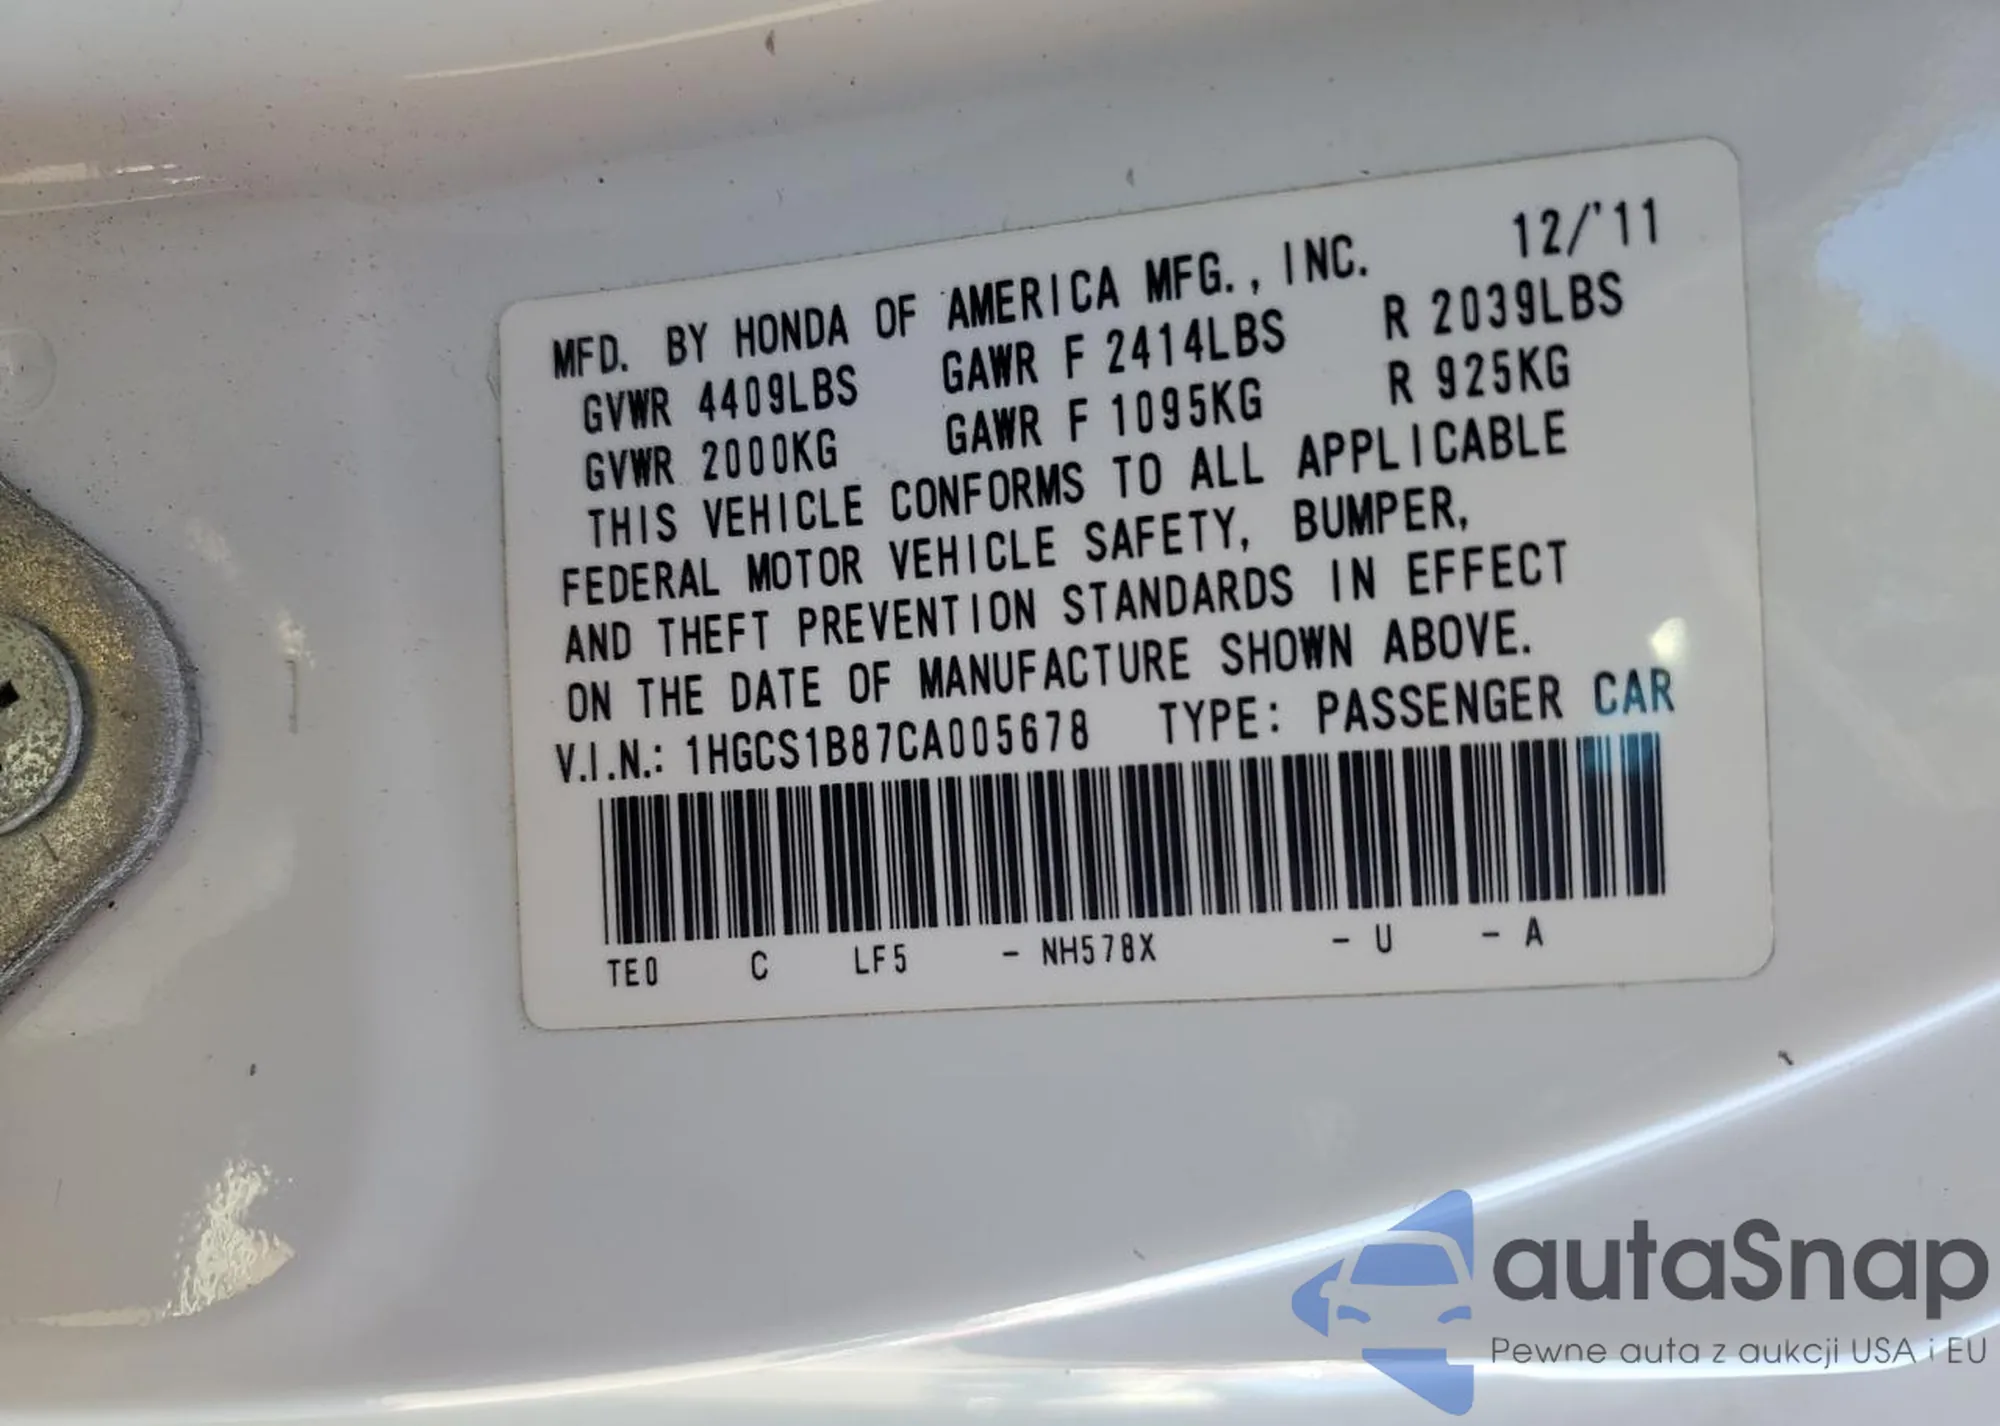 MFD. BY HONDA OF AMERICA MFG., INC. 12/'11
GVWR 4409LBS GAWR F 2414LBS R 2039LBS
GVWR 2000KG GAWR F 1095KG R 925KG
THIS VEHICLE CONFORMS TO ALL APPLICABLE
FEDERAL MOTOR VEHICLE SAFETY, BUMPER,
AND THEFT PREVENTION STANDARDS IN EFFECT
ON THE DATE OF MANUFACTURE SHOWN ABOVE.
V.I.N.: 1HGCS1B87CA005678 TYPE: PASSENGER CAR
TE0 C LF5 - NH578X - U - A
autaSnap
Pewne auta z aukcji USA i EU